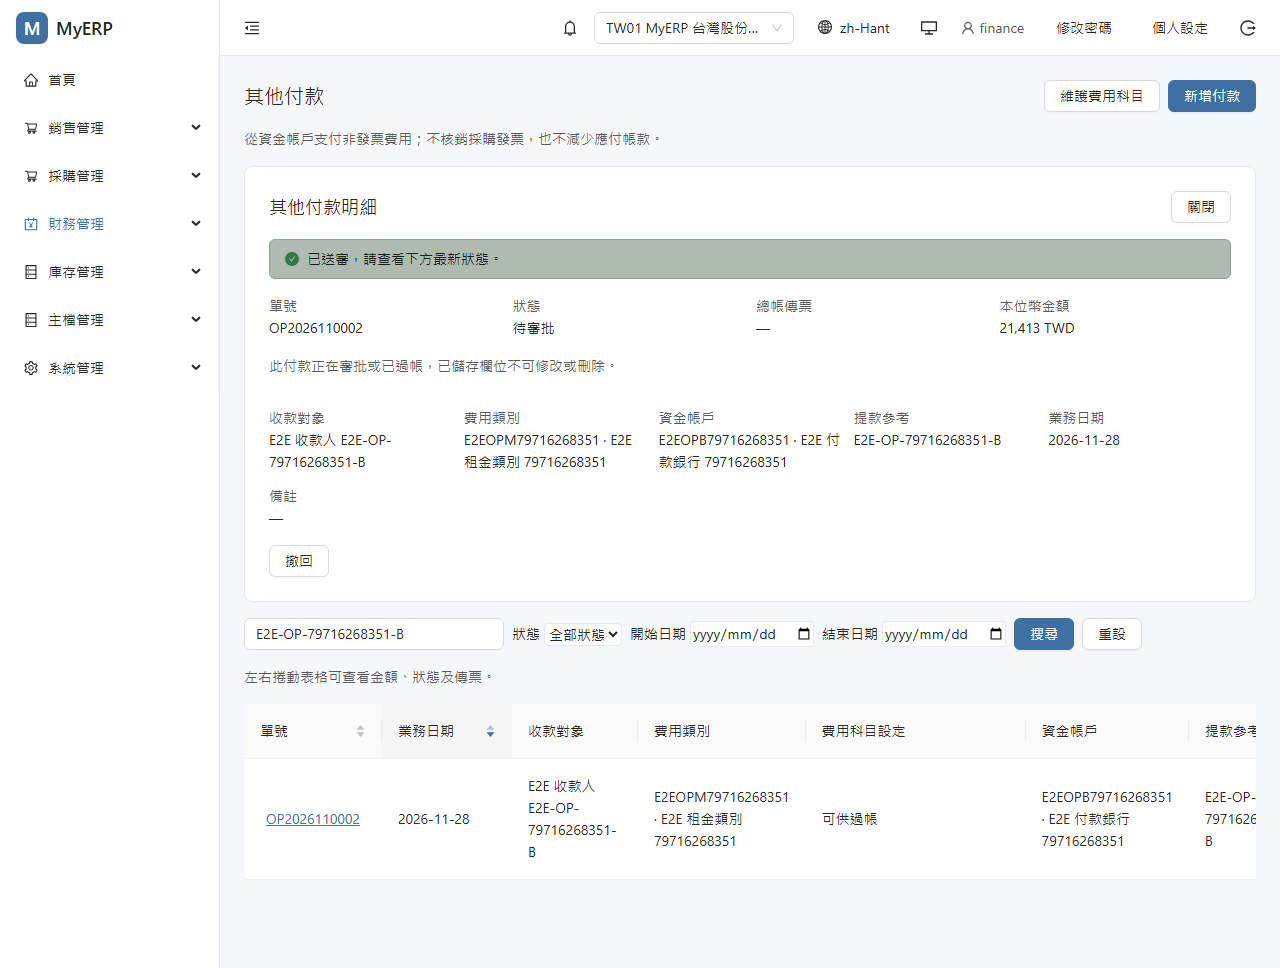 M MyERP
TW01 MyERP 台灣股份...
zh-Hant
finance
修改密碼
個人設定
首頁
銷售管理
採購管理
財務管理
庫存管理
主檔管理
系統管理
其他付款
維護費用科目
新增付款
從資金帳戶支付非發票費用；不核銷採購發票，也不減少應付帳款。
其他付款明細
關閉
已送審，請查看下方最新狀態。
單號
狀態
總帳傳票
本位幣金額
OP2026110002
待審批
—
21,413 TWD
此付款正在審批或已過帳，已儲存欄位不可修改或刪除。
收款對象
費用類別
資金帳戶
提款參考
業務日期
E2E 收款人 E2E-OP-
79716268351-B
E2EOPM79716268351 · E2E
租金類別 79716268351
E2EOPB79716268351 · E2E 付
款銀行 79716268351
E2E-OP-79716268351-B
2026-11-28
備註
—
撤回
E2E-OP-79716268351-B
狀態
全部狀態
開始日期
yyyy/mm/dd
結束日期
yyyy/mm/dd
搜尋
重設
左右捲動表格可查看金額、狀態及傳票。
單號
業務日期
收款對象
費用類別
費用科目設定
資金帳戶
提款參考
OP2026110002
2026-11-28
E2E 收款人
E2E-OP-
79716268351-
B
E2EOPM79716268351
· E2E 租金類別
79716268351
可供過帳
E2EOPB79716268351
· E2E 付款銀行
79716268351
E2E-OP-
B